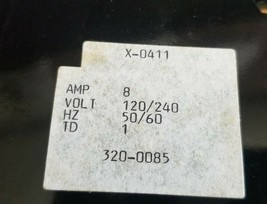 X-0411
AMP 8
VOLT 120/240
HZ 50/60
TD 1
320-0085